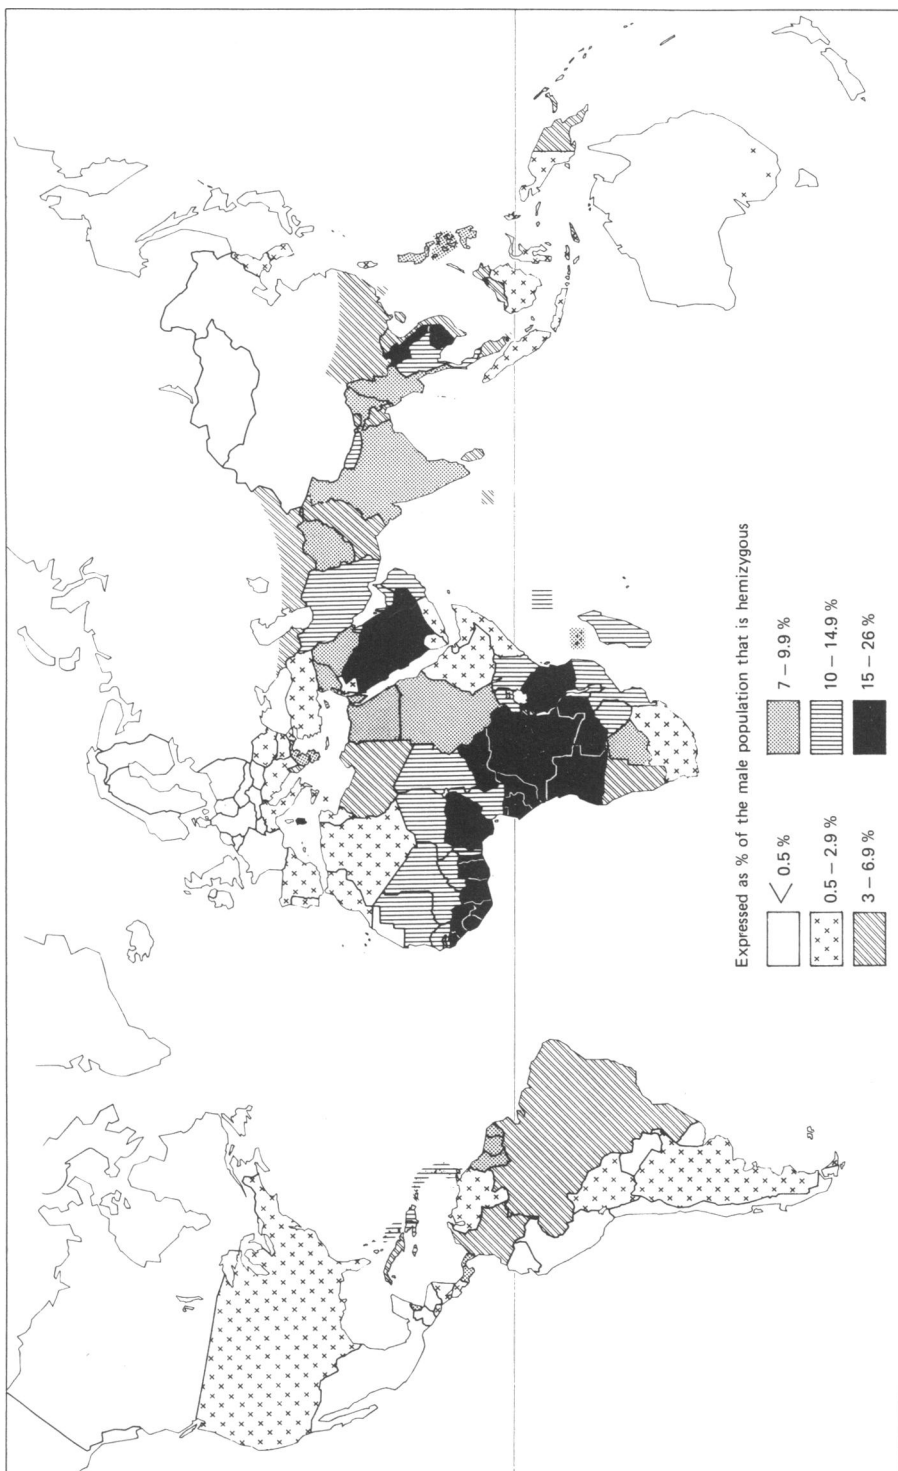 Expressed as % of the male population that is hemizygous
< 0.5 %
0.5 – 2.9 %
3 – 6.9 %
7 – 9.9 %
10 – 14.9 %
15 – 26 %